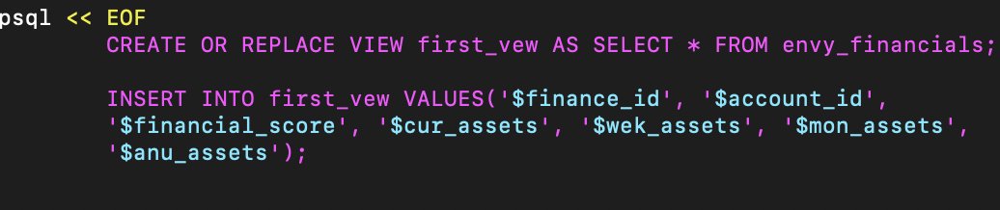 psql << EOF
CREATE OR REPLACE VIEW first_vew AS SELECT * FROM envy_financials;
INSERT INTO first_vew VALUES('$finance_id', '$account_id',
'$financial_score', '$cur_assets', '$wek_assets', '$mon_assets',
'$anu_assets');